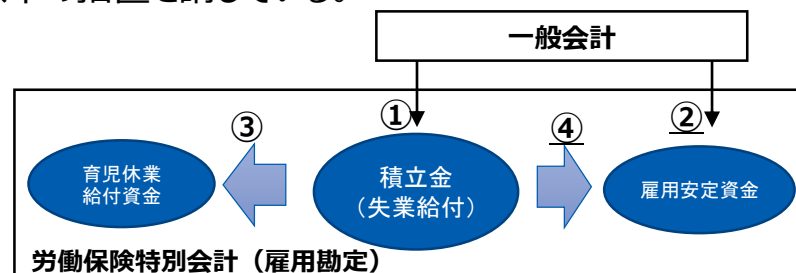 一般会計
③
①
④
②
育児休業
給付資金
積立金
（失業給付）
雇用安定資金
労働保険特別会計（雇用勘定）